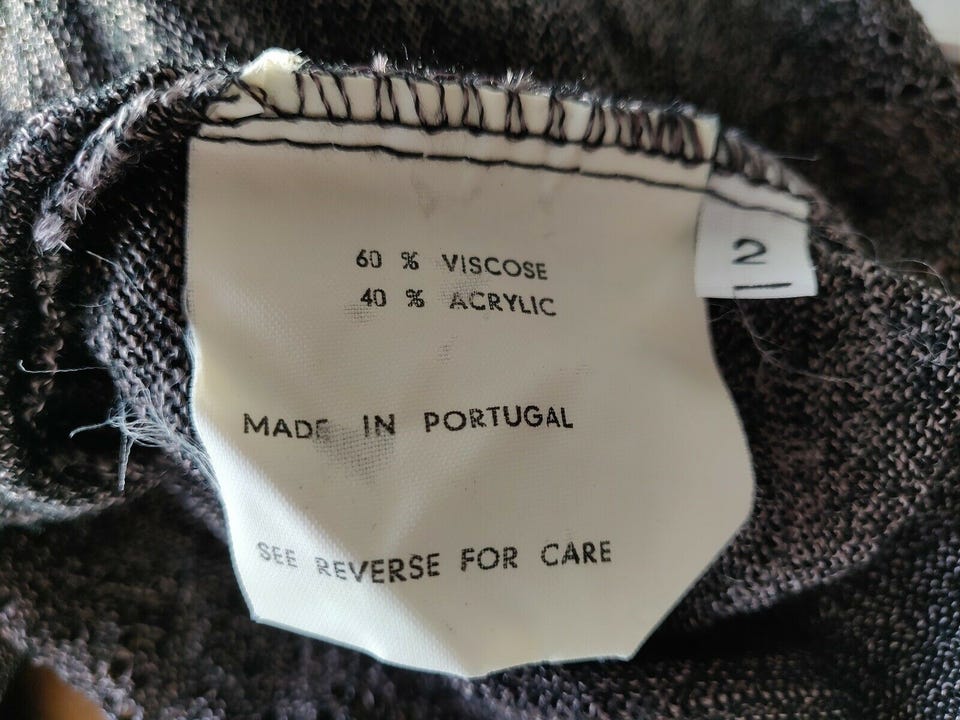 60 % VISCOSE
40 % ACRYLIC
2
MADE IN PORTUGAL
SEE REVERSE FOR CARE